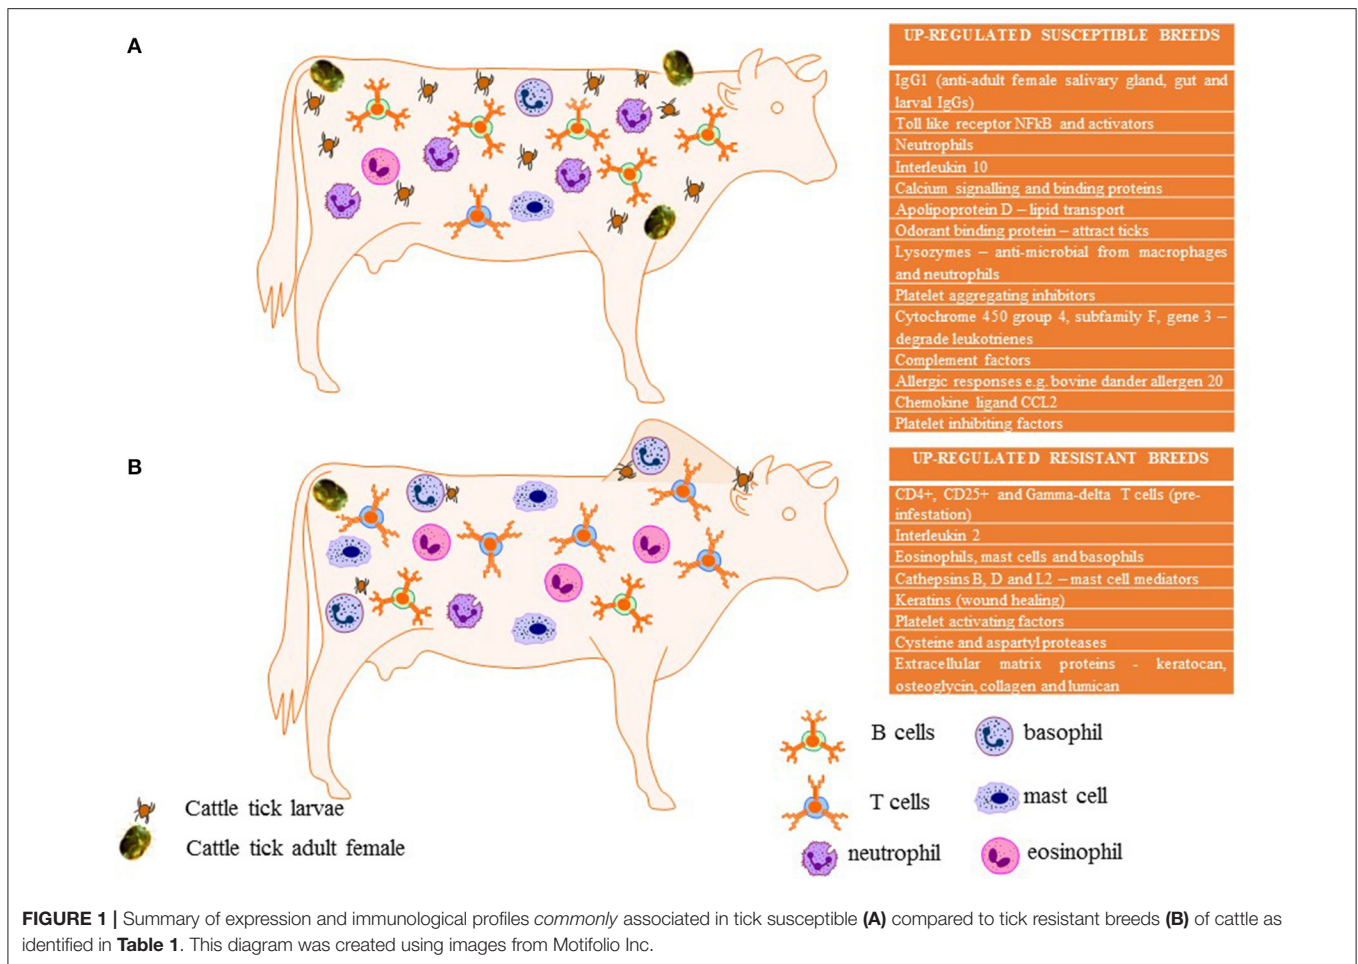 A
UP-REGULATED SUSCEPTIBLE BREEDS
IgG1 (anti-adult female salivary gland, gut and
larval IgGs)
Toll like receptor NFkB and activators
Neutrophils
Interleukin 10
Calcium signalling and binding proteins
Apolipoprotein D – lipid transport
Odorant binding protein – attract ticks
Lysozymes – anti-microbial from macrophages
and neutrophils
Platelet aggregating inhibitors
Cytochrome 450 group 4, subfamily F, gene 3 –
degrade leukotrienes
Complement factors
Allergic responses e.g. bovine dander allergen 20
Chemokine ligand CCL2
Platelet inhibiting factors
B
UP-REGULATED RESISTANT BREEDS
CD4+, CD25+ and Gamma-delta T cells (pre-
infestation)
Interleukin 2
Eosinophils, mast cells and basophils
Cathepsins B, D and L2 – mast cell mediators
Keratins (wound healing)
Platelet activating factors
Cysteine and aspartyl proteases
Extracellular matrix proteins - keratocan,
osteoglycin, collagen and lumican
B cells
basophil
T cells
mast cell
neutrophil
eosinophil
Cattle tick larvae
Cattle tick adult female
FIGURE 1 | Summary of expression and immunological profiles commonly associated in tick susceptible (A) compared to tick resistant breeds (B) of cattle as
identified in Table 1. This diagram was created using images from Motifolio Inc.